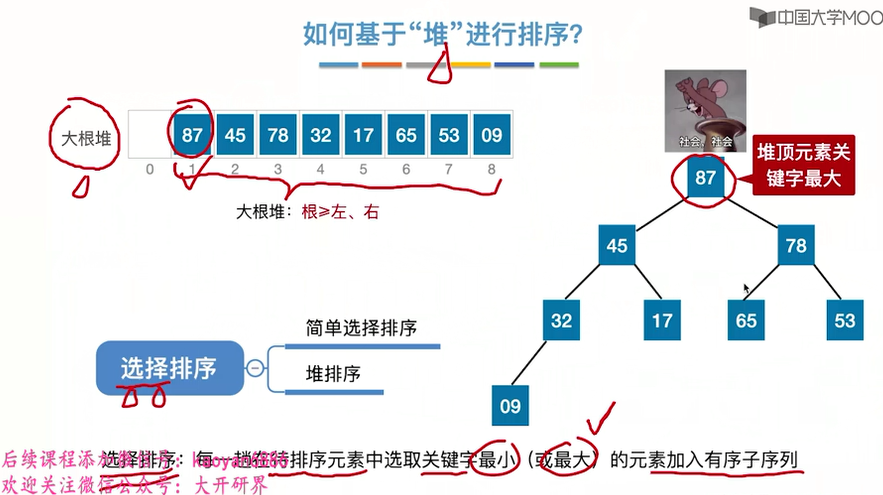 如何基于“堆”进行排序?
中国大学MOO
大根堆
87 45 78 32 17 65 53 09
0 1 2 3 4 5 6 7 8
大根堆：根≥左、右
社会、社会
堆顶元素关
键字最大
87
45 78
32 17 65 53
09
选择排序
简单选择排序
堆排序
选择排序：每一趟在待排序元素中选取关键字最小（或最大）的元素加入有序子序列
后续课程添加微信号：
欢迎关注微信公众号：大开研界